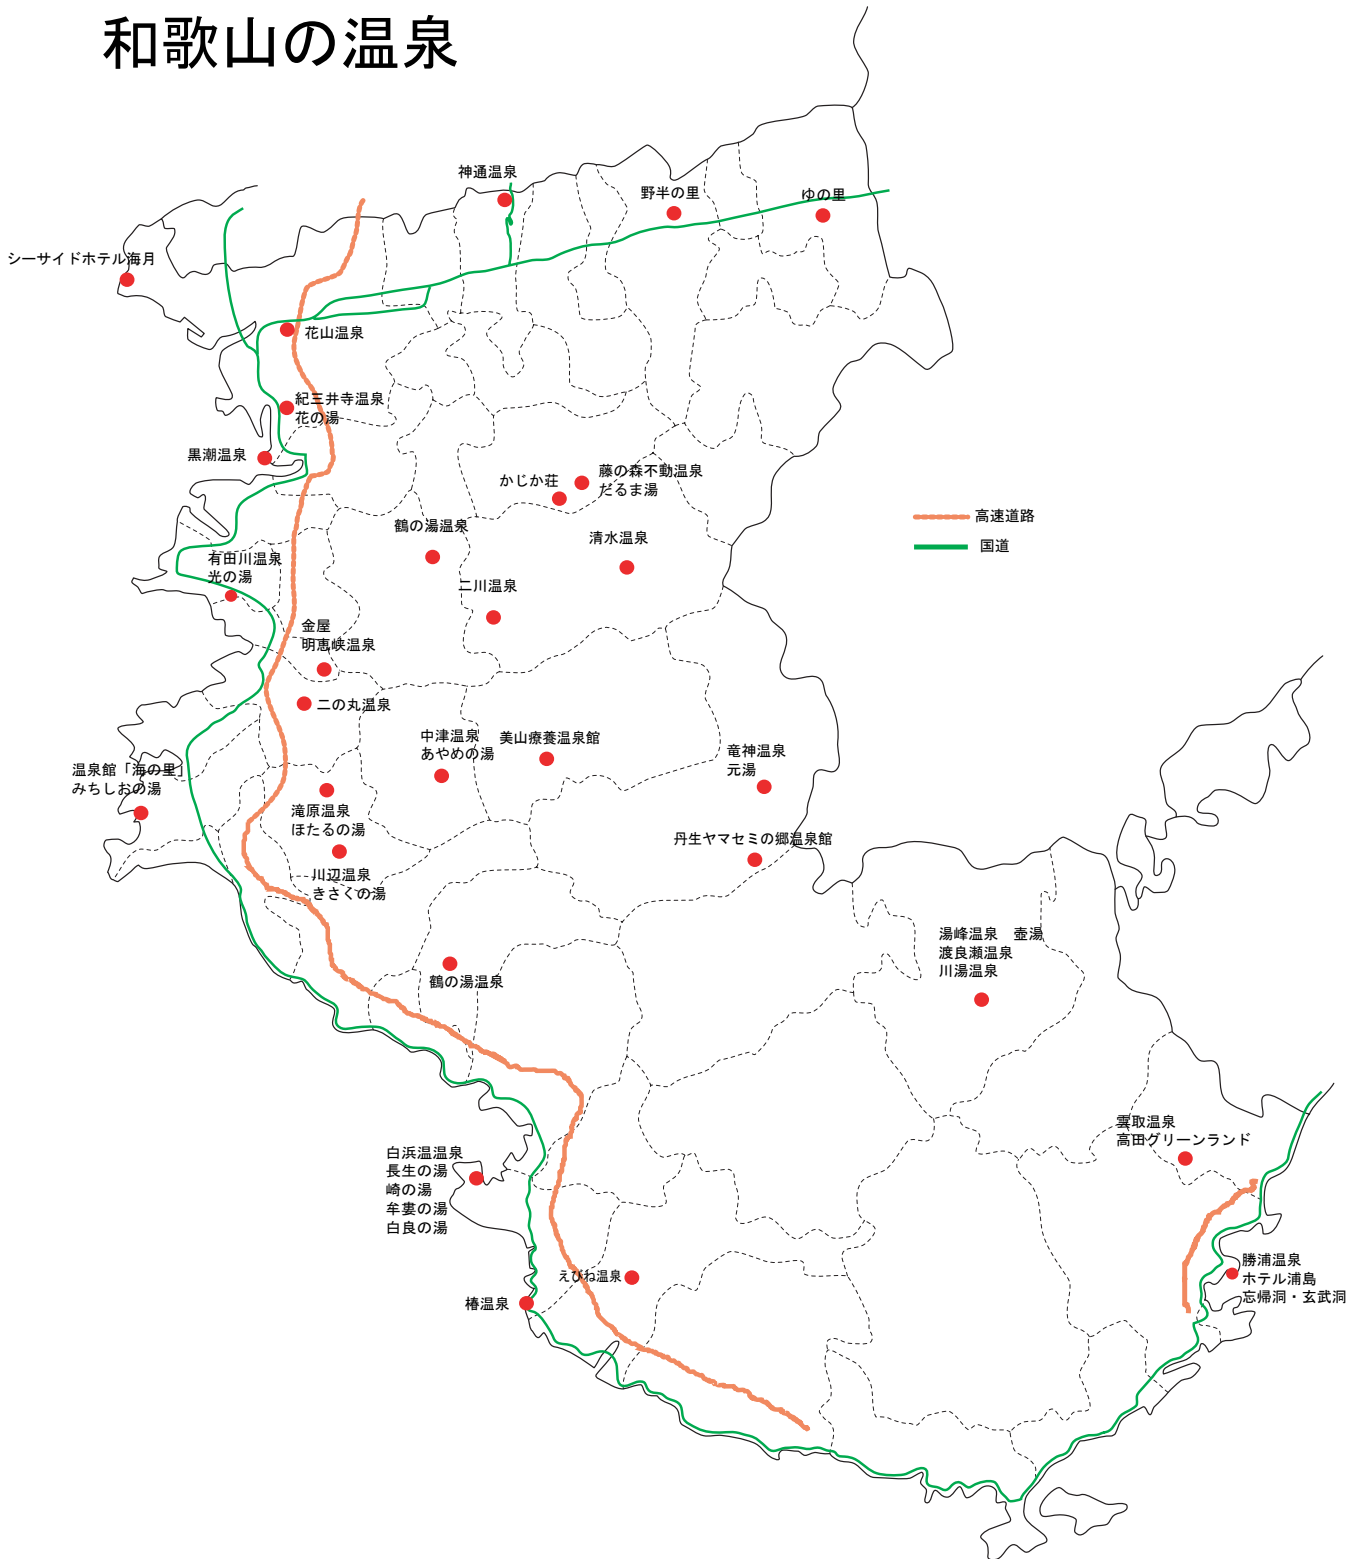 和歌山の温泉
神通温泉
野半の里
ゆの里
シーサイドホテル海月
花山温泉
紀三井寺温泉
花の湯
黒潮温泉
かじか荘
藤の森不動温泉
だるま湯
鶴の湯温泉
清水温泉
高速道路
国道
有田川温泉
光の湯
二川温泉
金屋
明恵峡温泉
二の丸温泉
中津温泉
あやめの湯
美山療養温泉館
竜神温泉
元湯
温泉館「海の里」
みちしおの湯
滝原温泉
ほたるの湯
丹生ヤマセミの郷温泉館
川辺温泉
きさくの湯
湯峰温泉　壺湯
渡良瀬温泉
川湯温泉
鶴の湯温泉
雲取温泉
高田グリーンランド
白浜温温泉
長生の湯
崎の湯
牟婁の湯
白良の湯
勝浦温泉
ホテル浦島
忘帰洞・玄武洞
えびね温泉
椿温泉